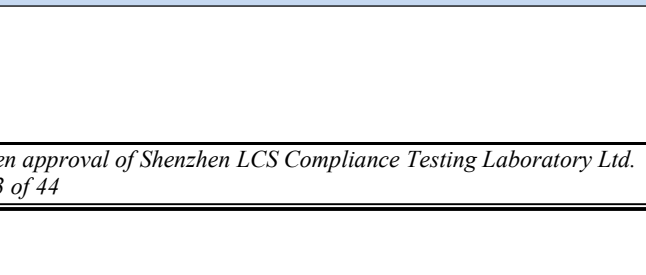 en approval of Shenzhen LCS Compliance Testing Laboratory Ltd.
3 of 44